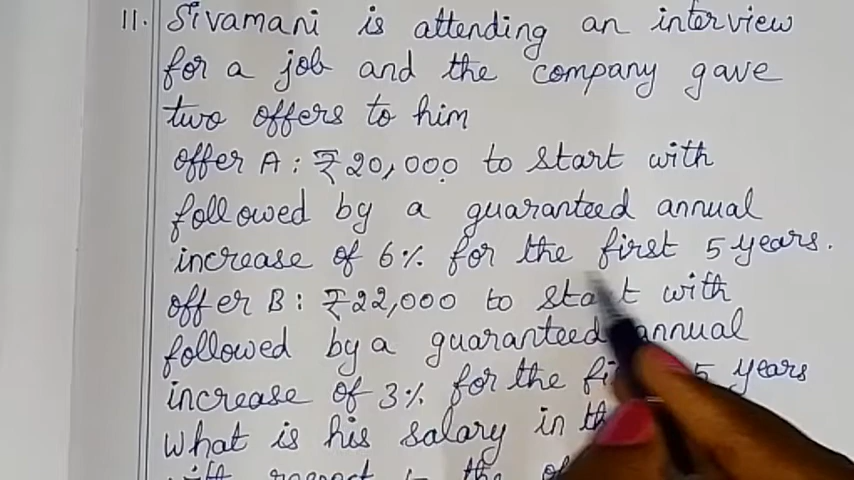 11. Sivamani is attending an interview
for a job and the company gave
two offers to him
offer A : ₹20,000 to start with
followed by a guaranteed annual
increase of 6% for the first 5 years.
offer B : ₹22,000 to start with
followed by a guaranteed annual
increase of 3% for the 5 years
What is his salary in
the